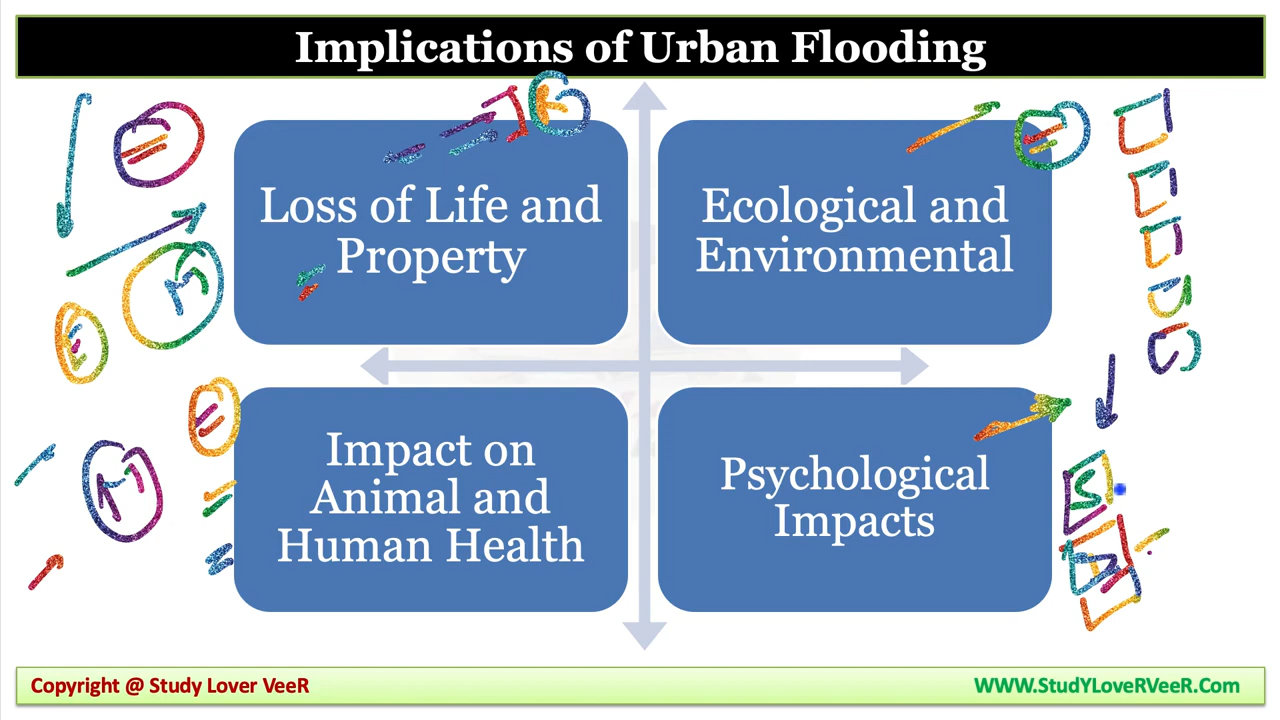 Implications of Urban Flooding
Loss of Life and
Property
Ecological and
Environmental
Impact on
Animal and
Human Health
Psychological
Impacts
Copyright @ Study Lover VeeR
WWW.StudYLoveRVeeR.Com